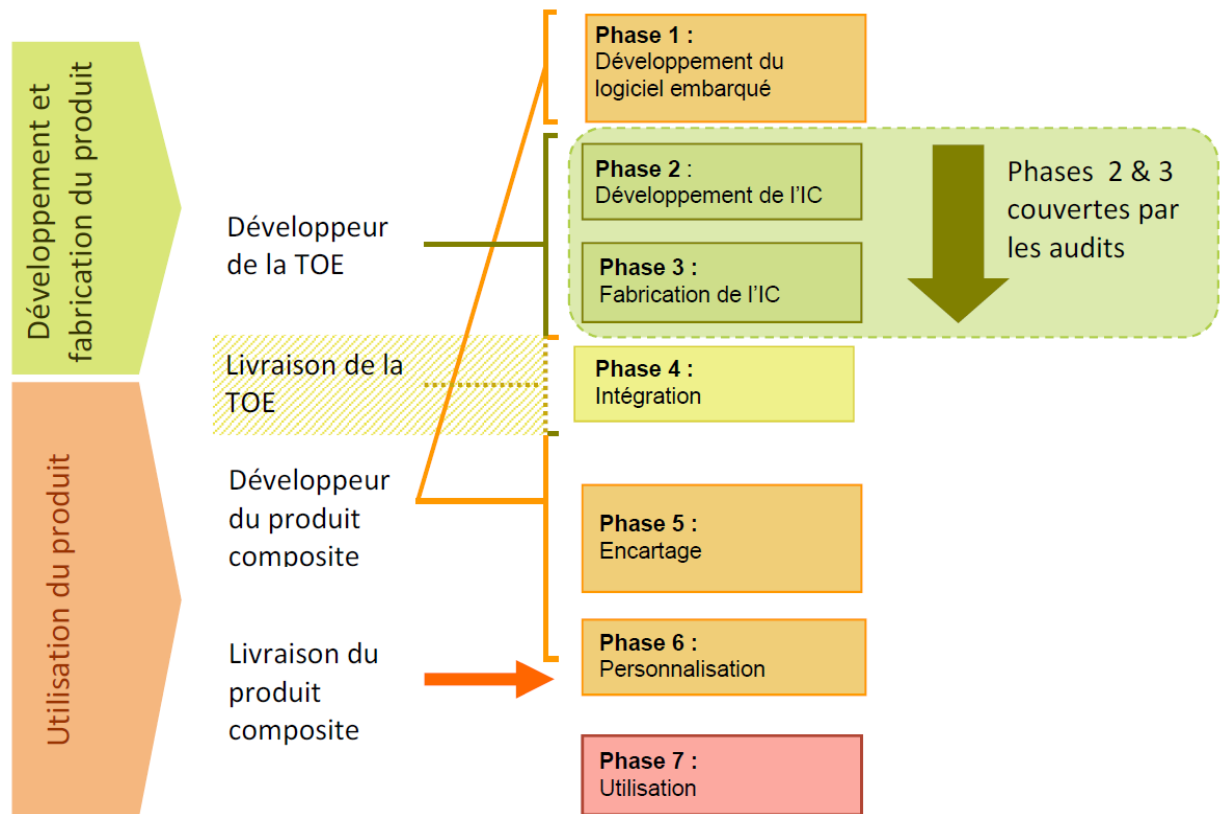 Développement et
fabrication du produit
Utilisation du produit
Développeur
de la TOE
Livraison de la
TOE
Développeur
du produit
composite
Livraison du
produit
composite
Phase 1 :
Développement du
logiciel embarqué
Phase 2 :
Développement de l’IC
Phase 3 :
Fabrication de l’IC
Phases 2 & 3
couvertes par
les audits
Phase 4 :
Intégration
Phase 5 :
Encartage
Phase 6 :
Personnalisation
Phase 7 :
Utilisation